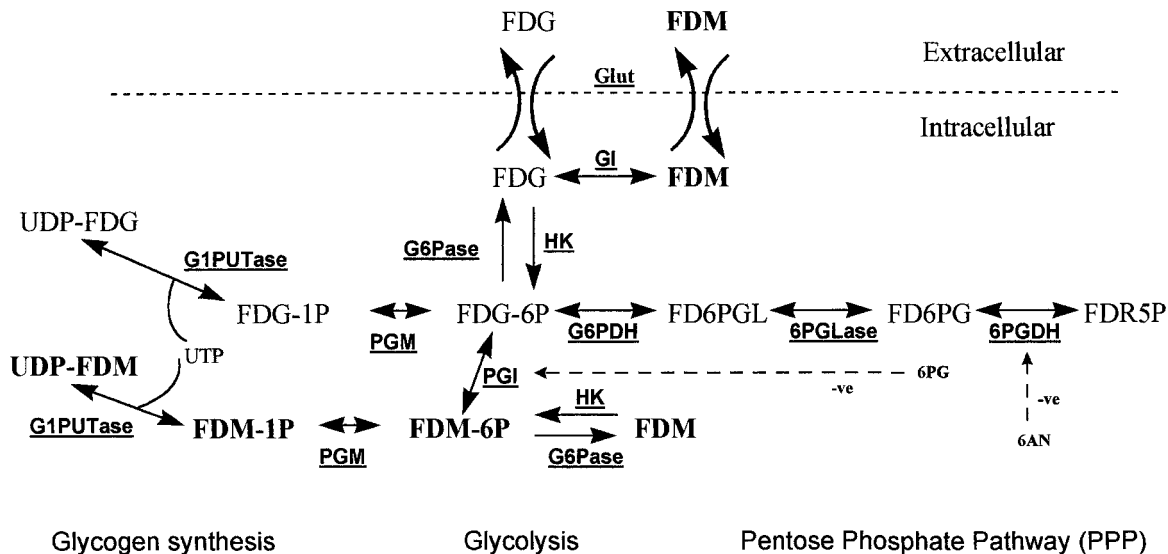 FDG FDM
Extracellular
Glut
Intracellular
FDG GI FDM
UDP-FDG
G1PUTase G6Pase HK
FDG-1P FDG-6P FD6PGL FD6PG FDR5P
PGM G6PDH 6PGLase 6PGDH
UTP
UDP-FDM PGI 6PG
-ve -ve
HK
G1PUTase FDM-1P FDM-6P FDM 6AN
PGM G6Pase
Glycogen synthesis Glycolysis Pentose Phosphate Pathway (PPP)